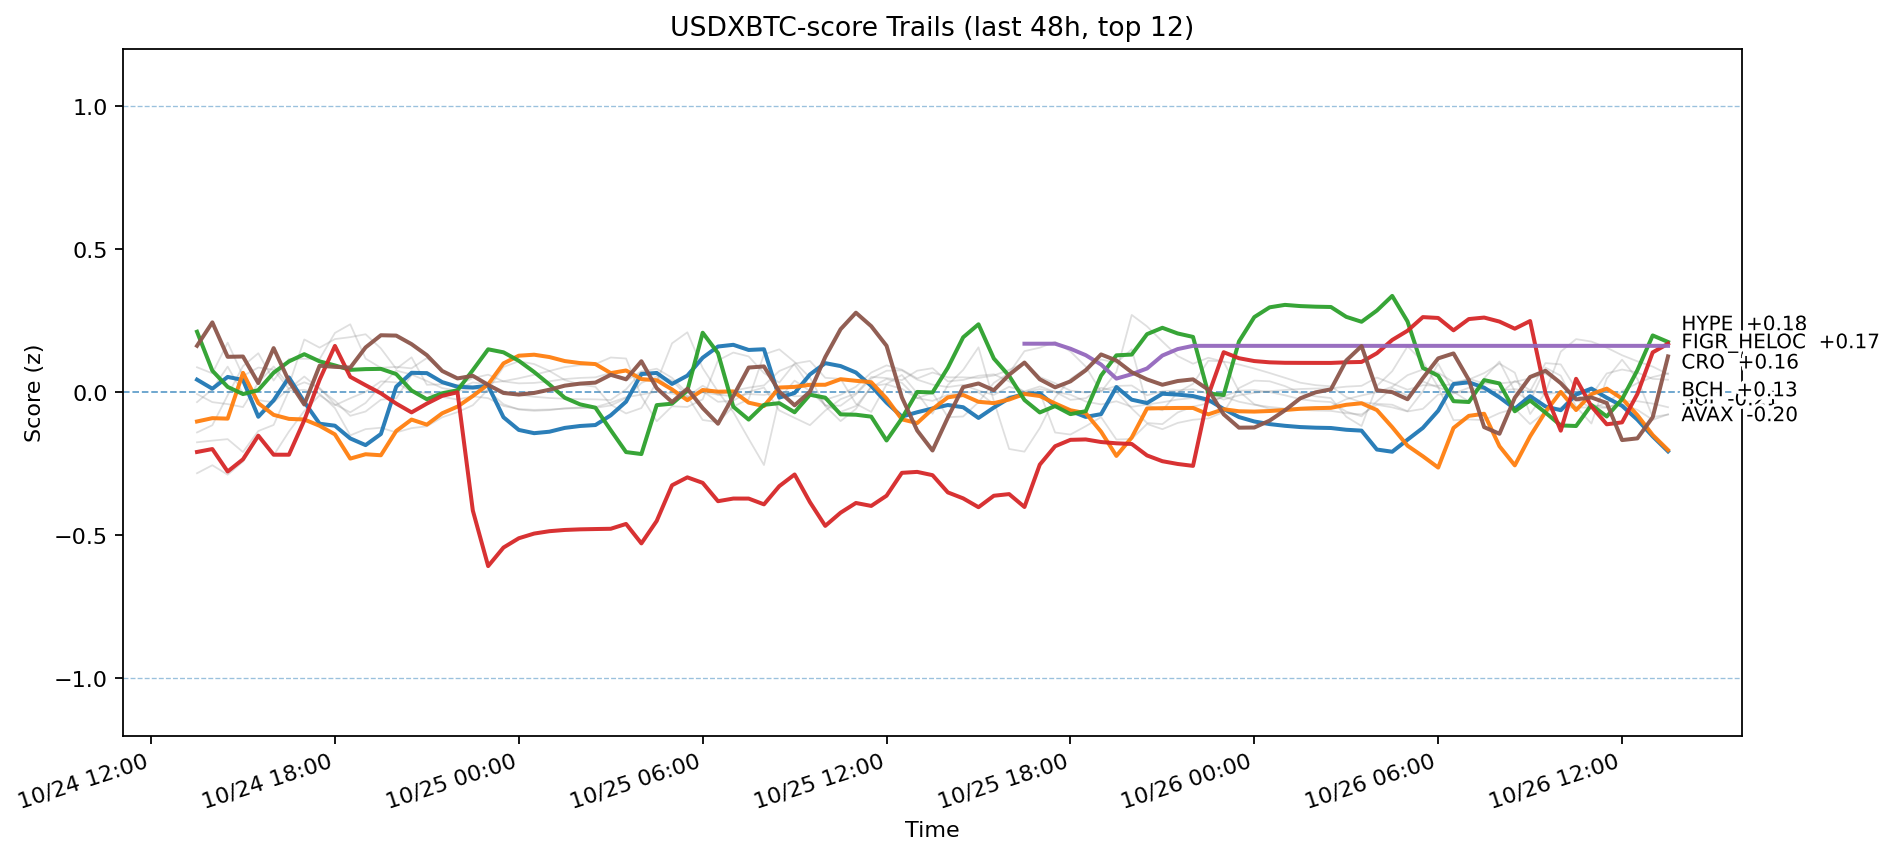 USDXBTC-score Trails (last 48h, top 12)
Score (z)
1.0
0.5
0.0
−0.5
−1.0
HYPE +0.18
FIGR_HELOC +0.17
CRO +0.16
BCH +0.13
AVAX -0.20
10/24 12:00
10/24 18:00
10/25 00:00
10/25 06:00
10/25 12:00
10/25 18:00
10/26 00:00
10/26 06:00
10/26 12:00
Time